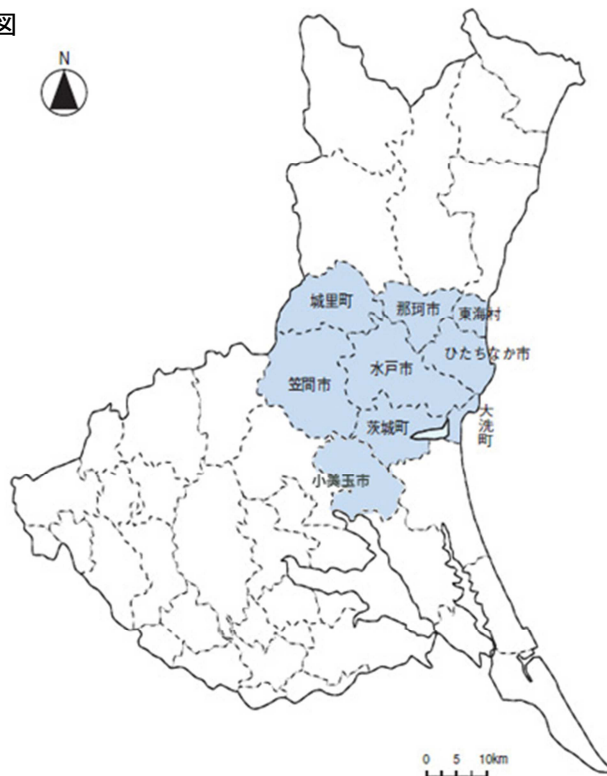 図
N
城里町
那珂市
東海村
ひたちなか市
水戸市
笠間市
大洗町
茨城町
小美玉市
0 5 10km